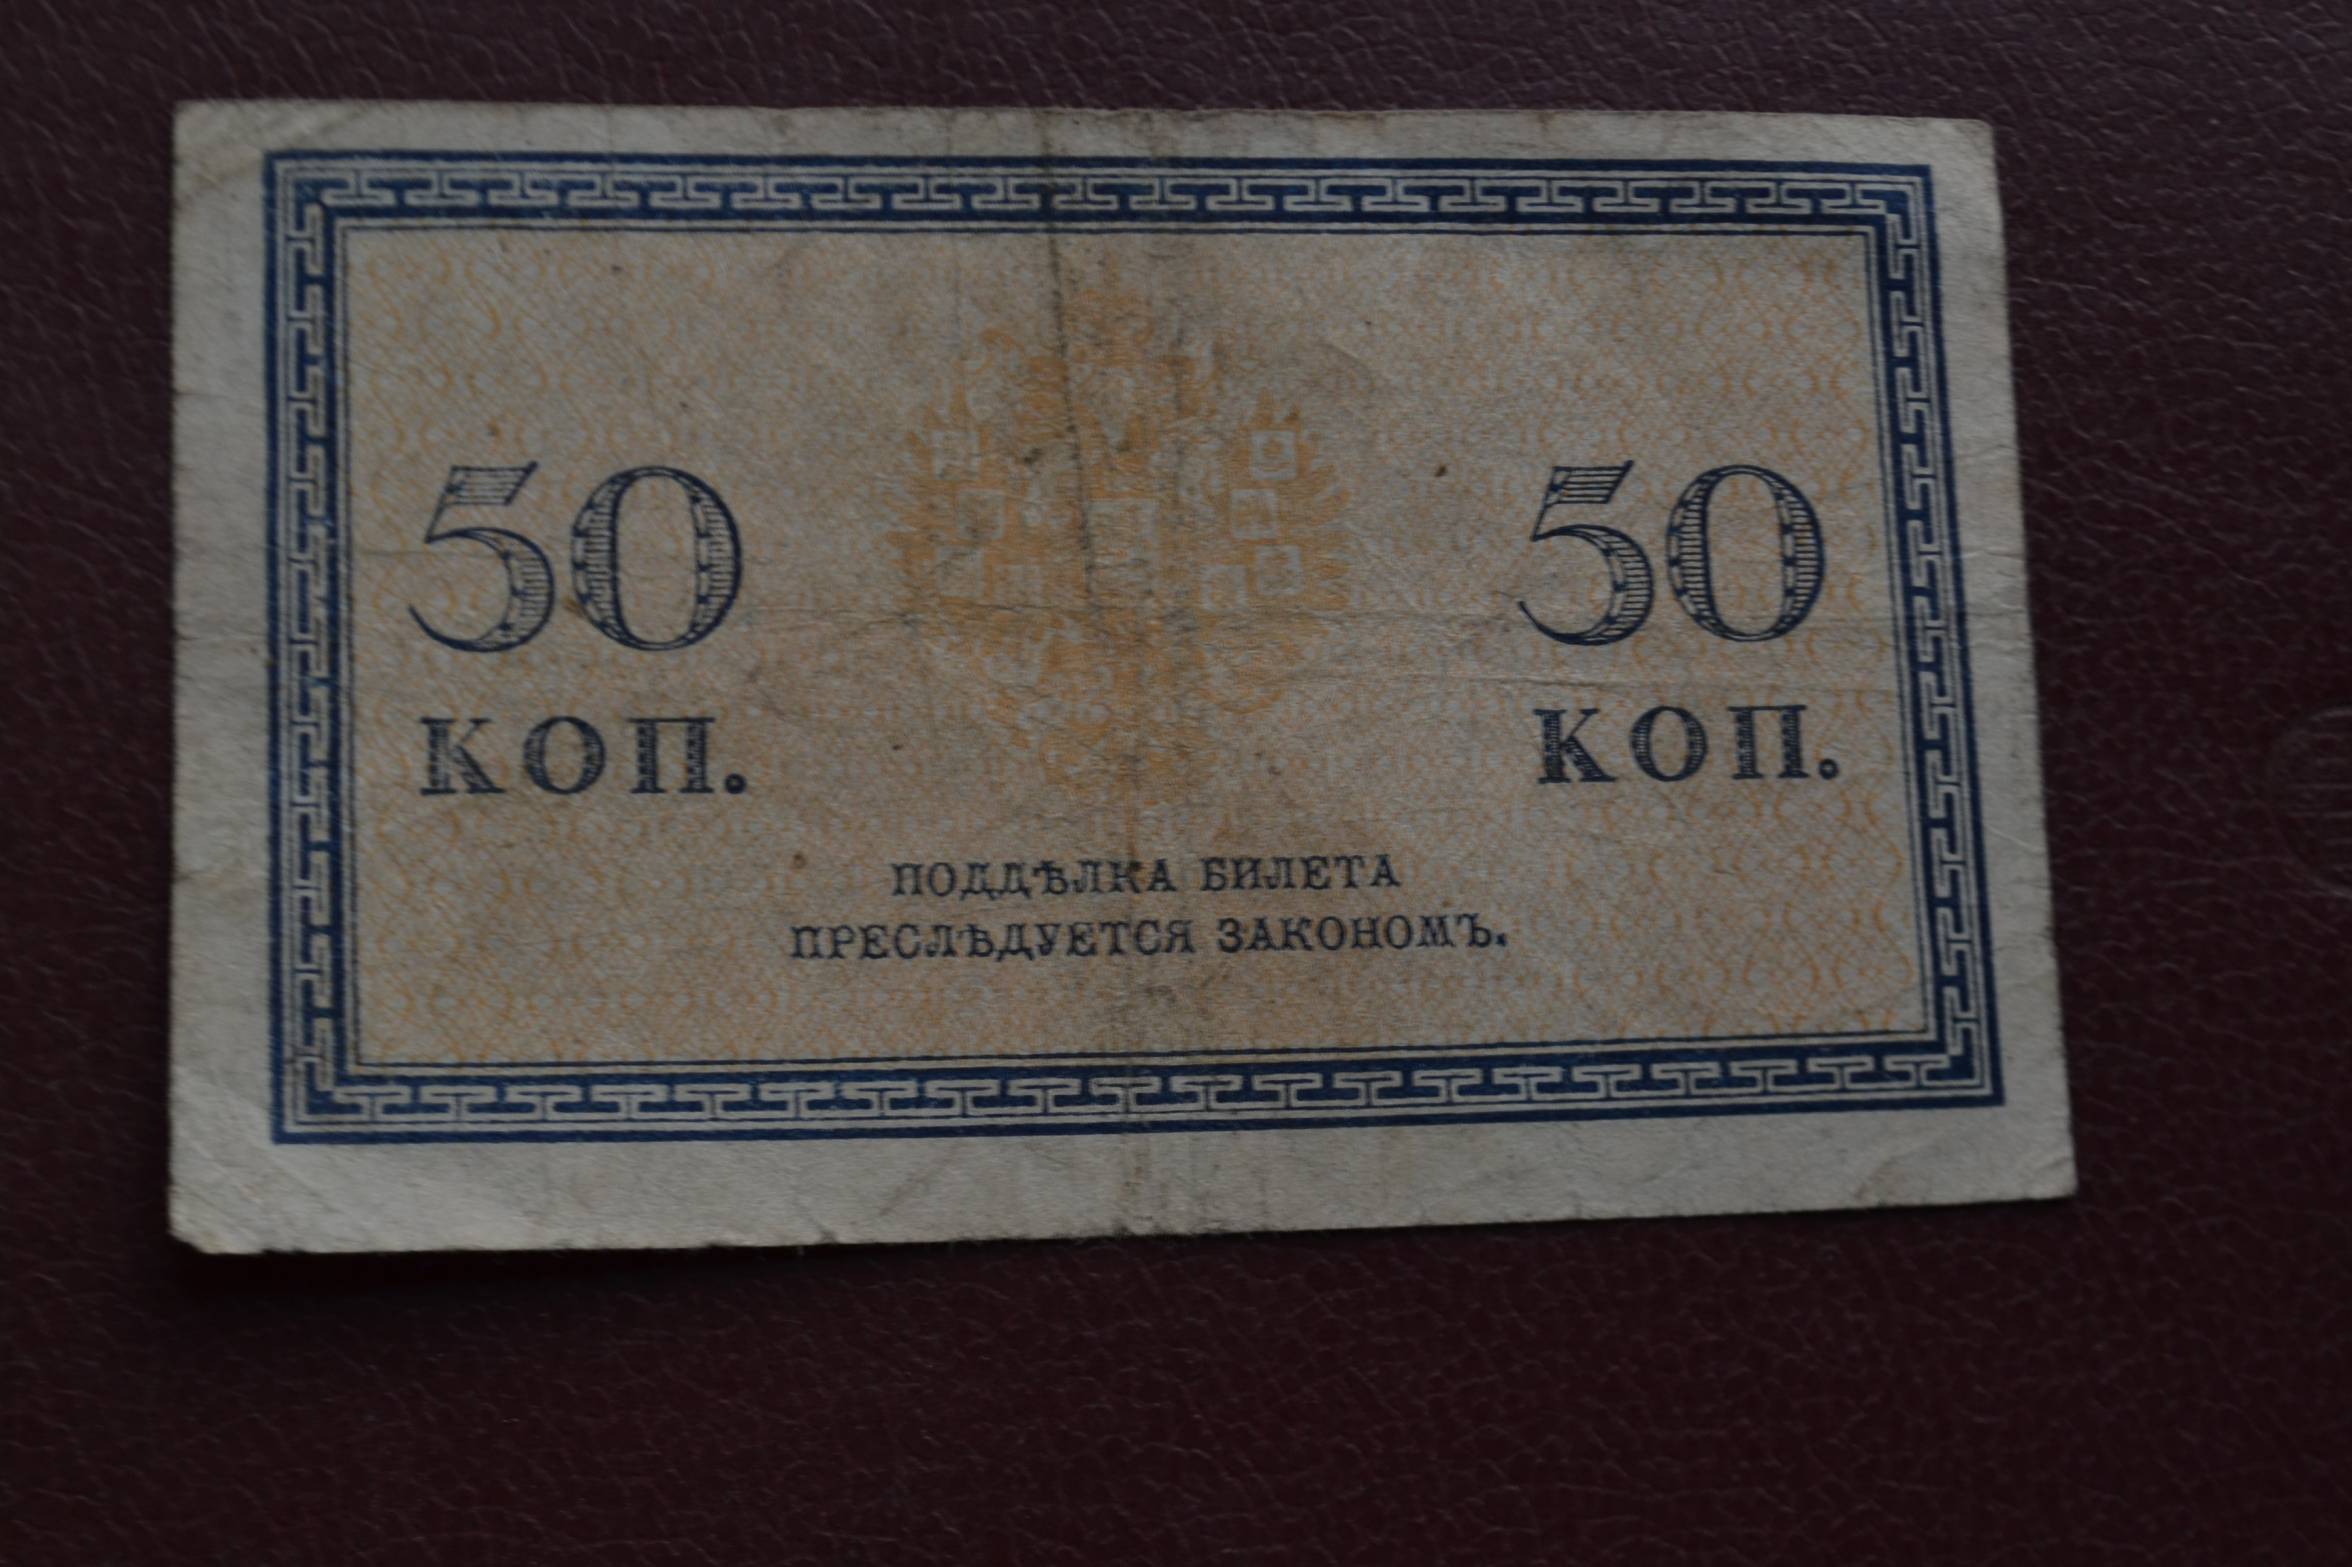 50 50
КОП. КОП.
ПОДДѢЛКА БИЛЕТА
ПРЕСЛѢДУЕТСЯ ЗАКОНОМЪ.